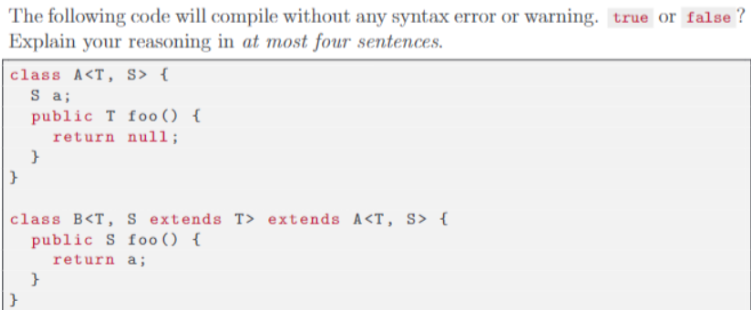 The following code will compile without any syntax error or warning. true or false ?
Explain your reasoning in at most four sentences.
class A<T, S> {
S a;
public T foo() {
return null;
}
}
class B<T, S extends T> extends A<T, S> {
public S foo() {
return a;
}
}